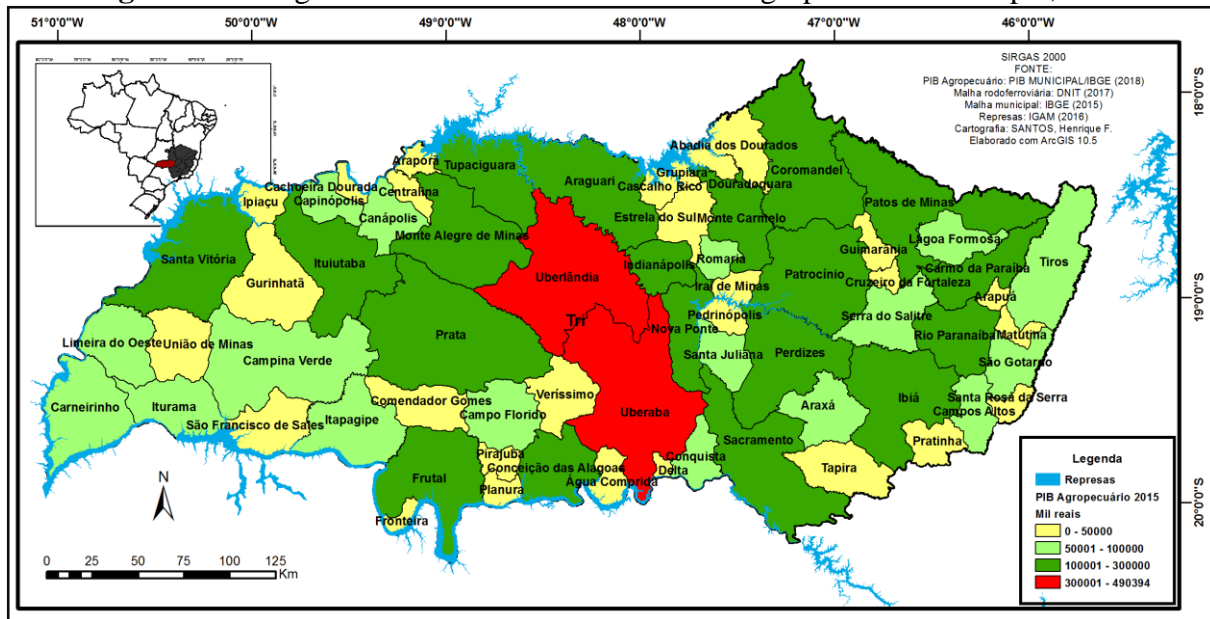 51°0'0"W 50°0'0"W 49°0'0"W 48°0'0"W 47°0'0"W 46°0'0"W
SIRGAS 2000
FONTE:
PIB Agropecuário: PIB MUNICIPAL/IBGE (2018)
Malha rodoferroviária: DNIT (2017)
Malha municipal: IBGE (2015)
Represas: IGAM (2016)
Cartografia: SANTOS, Henrique F.
Elaborado com ArcGIS 10.5
18°0'0"S
19°0'0"S
20°0'0"S
Abadia dos Dourados
Araporã
Tupaciguara
Grupiara
Coromandel
Araguari
Cascalho Rico
Douradoquara
Cachoeira Dourada
Centralina
Ipiaçu
Capinópolis
Canápolis
Estrela do Sul
Monte Carmelo
Patos de Minas
Monte Alegre de Minas
Lagoa Formosa
Guimarânia
Santa Vitória
Ituiutaba
Uberlândia
Indianópolis
Romaria
Patrocínio
Carmo da Paraíba
Tiros
Gurinhatã
Iraí de Minas
Cruzeiro da Fortaleza
Arapuá
Pedrinópolis
Serra do Salitre
Tri
Nova Ponte
Rio Paranaíba
Matutina
Prata
Limeira do Oeste
União de Minas
Santa Juliana
Perdizes
São Gotardo
Campina Verde
Carneirinho
Iturama
Comendador Gomes
Veríssimo
Ibiá
Santa Rosa da Serra
Campo Florido
Uberaba
Araxá
Campos Altos
São Francisco de Sales
Itapagipe
Sacramento
Pratinha
Pirajuba
Conquista
Conceição das Alagoas
Delta
Tapira
Frutal
Água Comprida
Planura
Fronteira
N
0 25 50 75 100 125
Km
Legenda
Represas
PIB Agropecuário 2015
Mil reais
0 - 50000
50001 - 100000
100001 - 300000
300001 - 490394